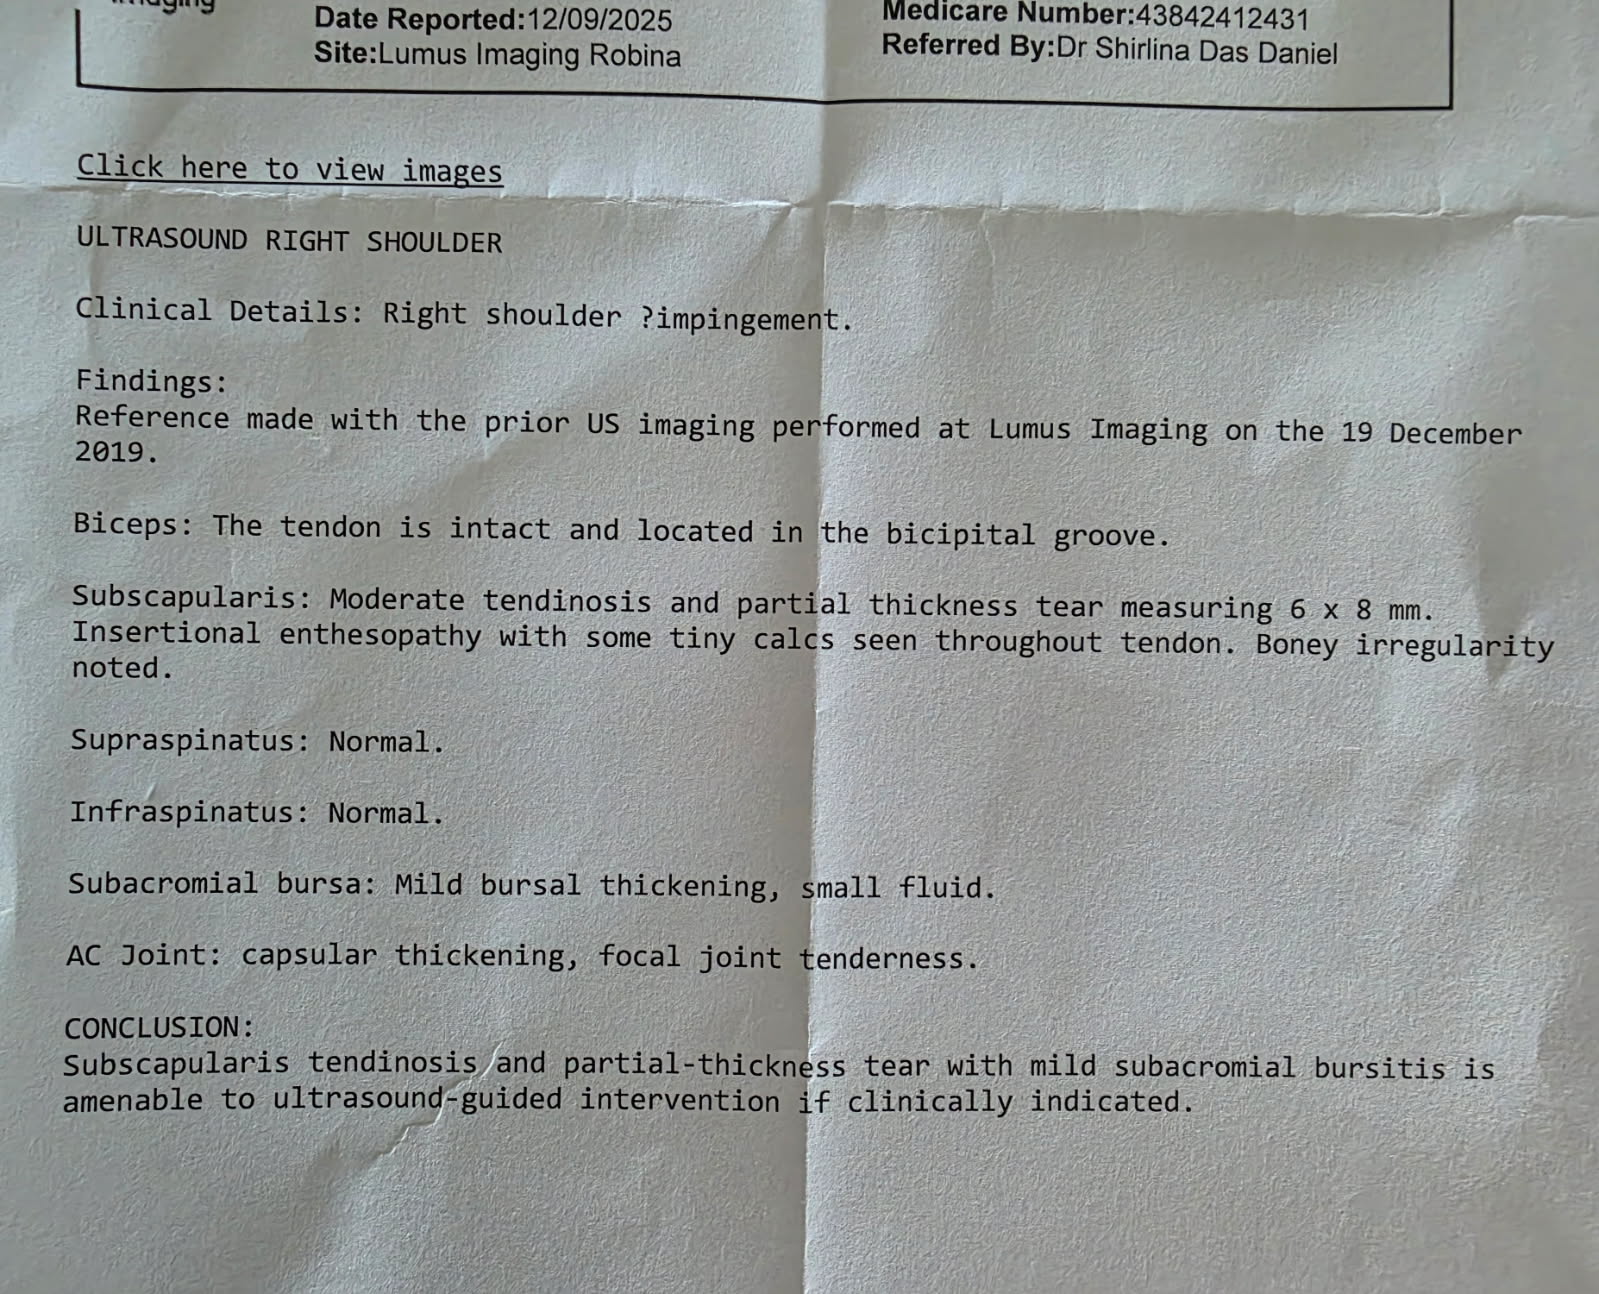 Date Reported:12/09/2025
Medicare Number:43842412431
Site:Lumus Imaging Robina
Referred By:Dr Shirlina Das Daniel
Click here to view images
ULTRASOUND RIGHT SHOULDER
Clinical Details: Right shoulder ?impingement.
Findings:
Reference made with the prior US imaging performed at Lumus Imaging on the 19 December
2019.
Biceps: The tendon is intact and located in the bicipital groove.
Subscapularis: Moderate tendinosis and partial thickness tear measuring 6 x 8 mm.
Insertional enthesopathy with some tiny calcs seen throughout tendon. Boney irregularity
noted.
Supraspinatus: Normal.
Infraspinatus: Normal.
Subacromial bursa: Mild bursal thickening, small fluid.
AC Joint: capsular thickening, focal joint tenderness.
CONCLUSION:
Subscapularis tendinosis and partial-thickness tear with mild subacromial bursitis is
amenable to ultrasound-guided intervention if clinically indicated.